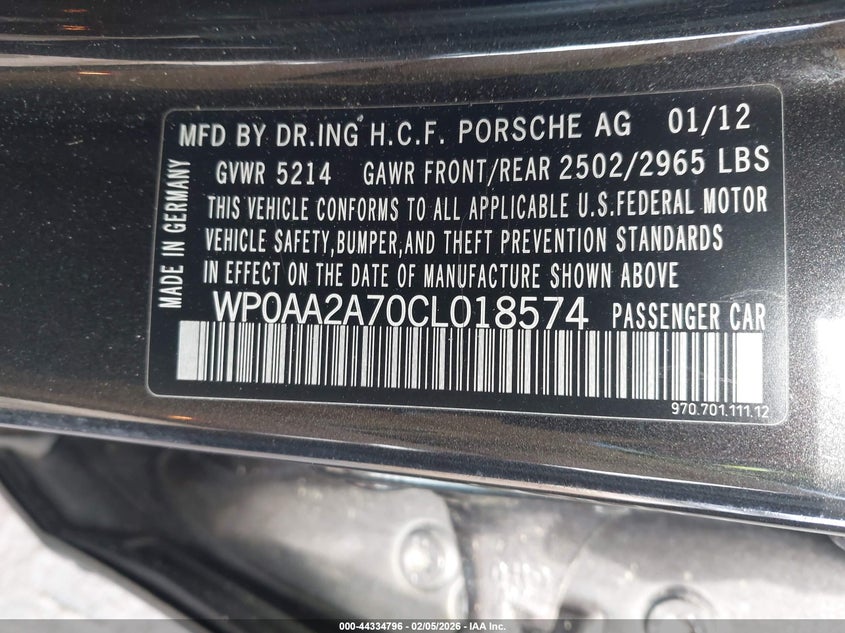 MFD BY DR.ING H.C.F. PORSCHE AG 01/12
GVWR 5214 GAWR FRONT/REAR 2502/2965 LBS
THIS VEHICLE CONFORMS TO ALL APPLICABLE U.S.FEDERAL MOTOR
VEHICLE SAFETY,BUMPER,AND THEFT PREVENTION STANDARDS
IN EFFECT ON THE DATE OF MANUFACTURE SHOWN ABOVE
WP0AA2A70CL018574 PASSENGER CAR
970.701.111.12
MADE IN GERMANY
000-44334796 - 02/05/2026 - IAA Inc.